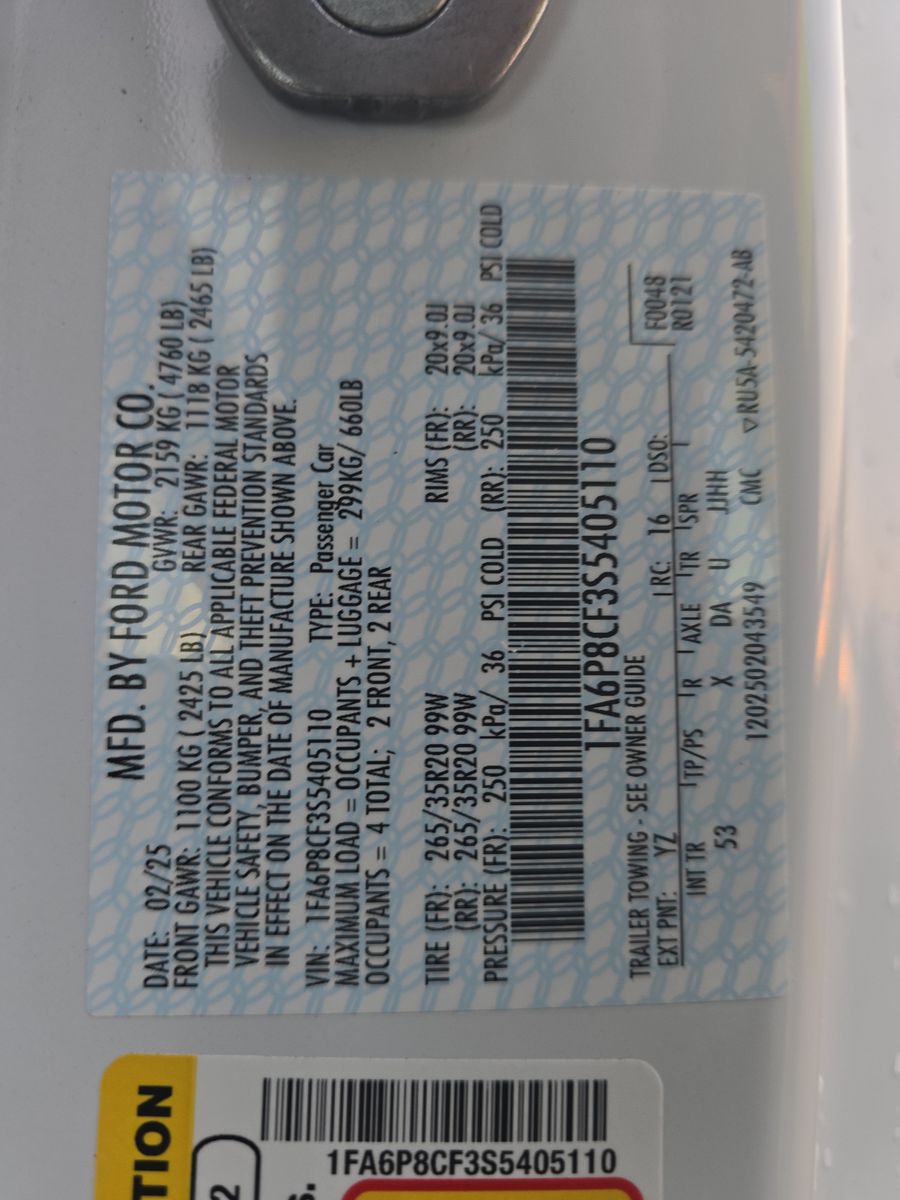 MFD. BY FORD MOTOR CO.
DATE: 02/25 GVWR: 2159 KG ( 4760 LB)
FRONT GAWR: 1100 KG ( 2425 LB) REAR GAWR: 1118 KG ( 2465 LB)
THIS VEHICLE CONFORMS TO ALL APPLICABLE FEDERAL MOTOR
VEHICLE SAFETY, BUMPER, AND THEFT PREVENTION STANDARDS
IN EFFECT ON THE DATE OF MANUFACTURE SHOWN ABOVE.
VIN: 1FA6P8CF3S5405110 TYPE: Passenger Car
MAXIMUM LOAD = OCCUPANTS + LUGGAGE = 299KG/ 660LB
OCCUPANTS = 4 TOTAL; 2 FRONT, 2 REAR
TIRE (FR): 265/35R20 99W RIMS (FR): 20x9.0J
(RR): 265/35R20 99W (RR): 20x9.0J
PRESSURE (FR): 250 kPa/ 36 PSI COLD (RR): 250 kPa/ 36 PSI COLD
1FA6P8CF3S5405110
TRAILER TOWING - SEE OWNER GUIDE F0048
EXT PNT: YZ RC: 16 DSO: R0121
INT TR TP/PS R AXLE TR SPR
53 X DA U JJHH
1202502043549 CMC ▽RU5A-5420472-AB
TION
2
s.
1FA6P8CF3S5405110